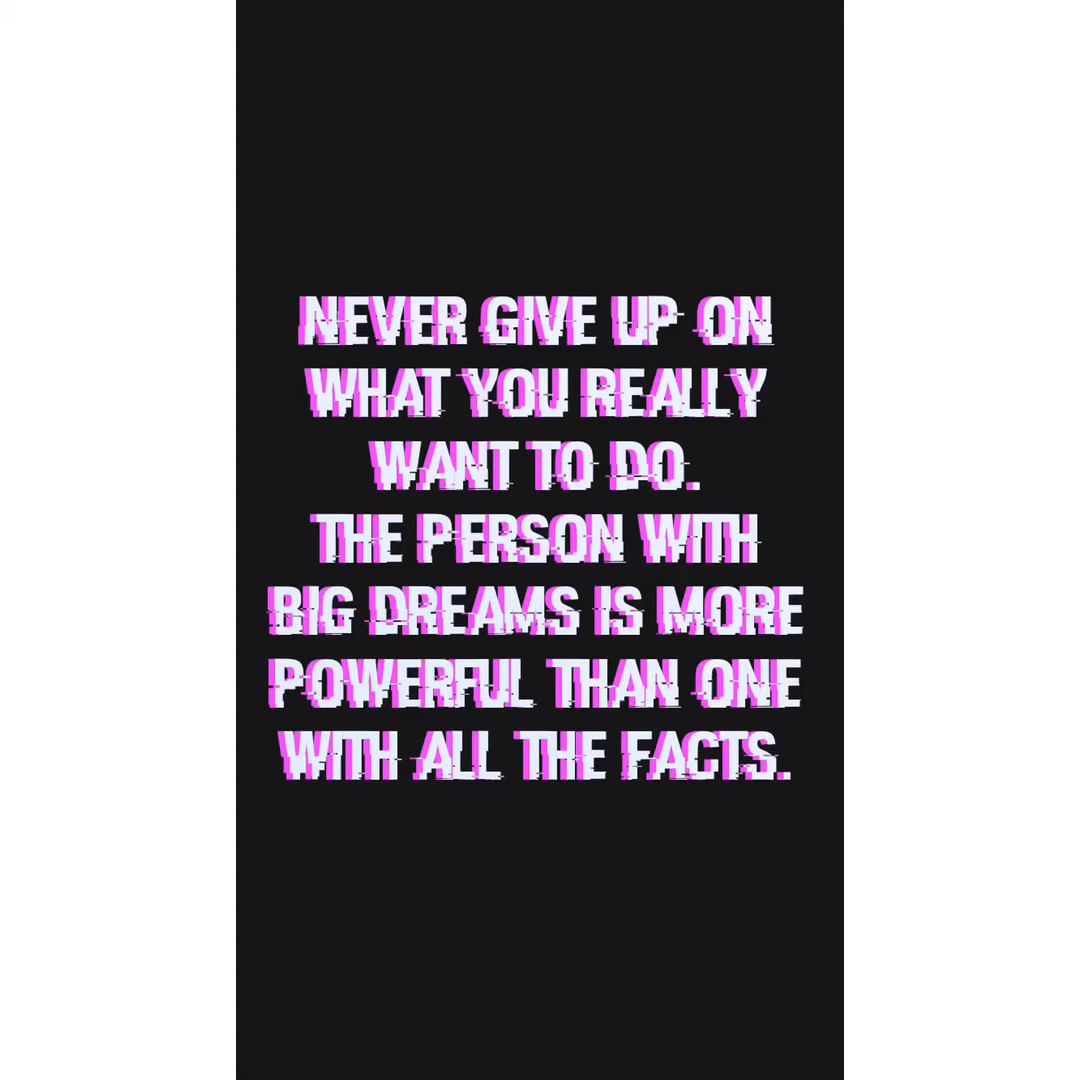 NEVER GIVE UP ON
WHAT YOU REALLY
WANT TO DO.
THE PERSON WITH
BIG DREAMS IS MORE
POWERFUL THAN ONE
WITH ALL THE FACTS.